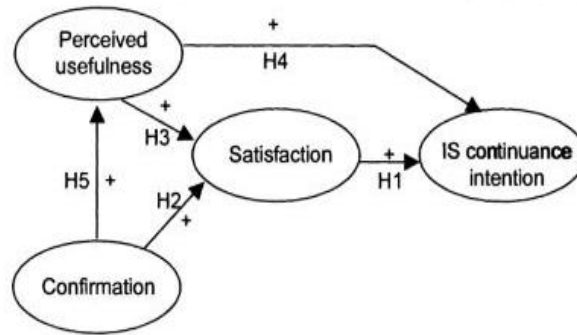 Perceived
usefulness
+
H4
+
H3
Satisfaction
+
H1
IS continuance
intention
H5
+
H2
+
Confirmation